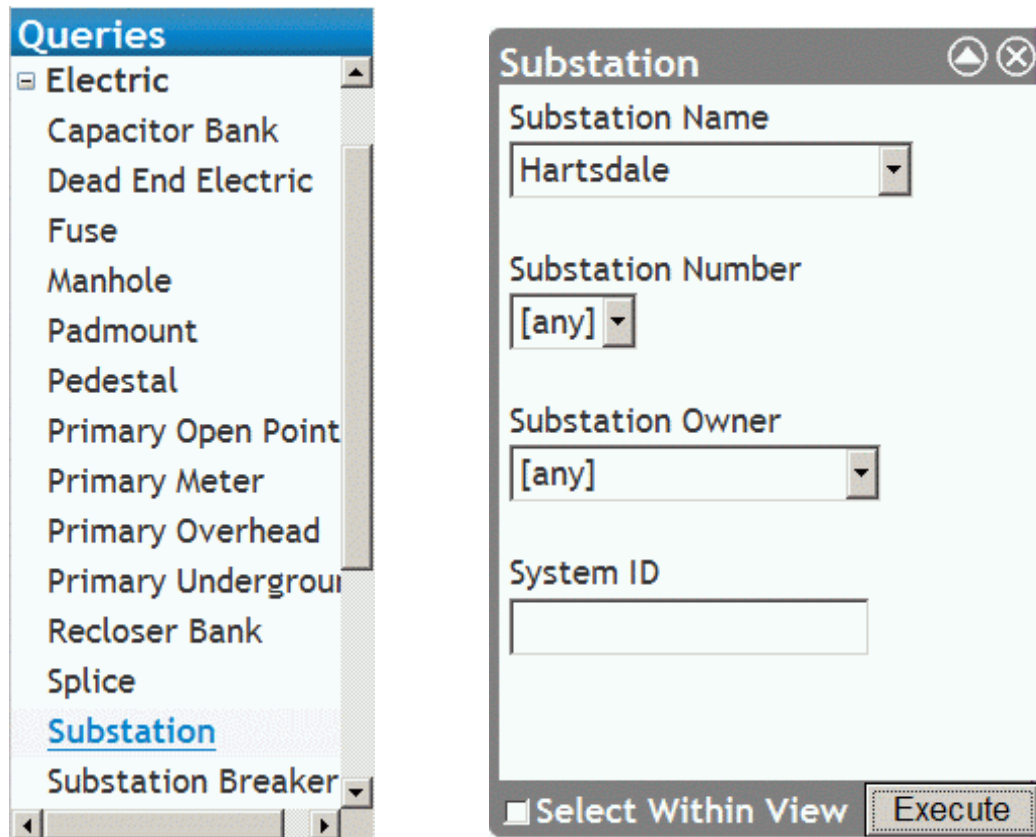 Queries
Electric
Capacitor Bank
Dead End Electric
Fuse
Manhole
Padmount
Pedestal
Primary Open Point
Primary Meter
Primary Overhead
Primary Undergrou
Recloser Bank
Splice
Substation
Substation Breaker
Substation
Substation Name
Hartsdale
Substation Number
[any]
Substation Owner
[any]
System ID
Select Within View
Execute